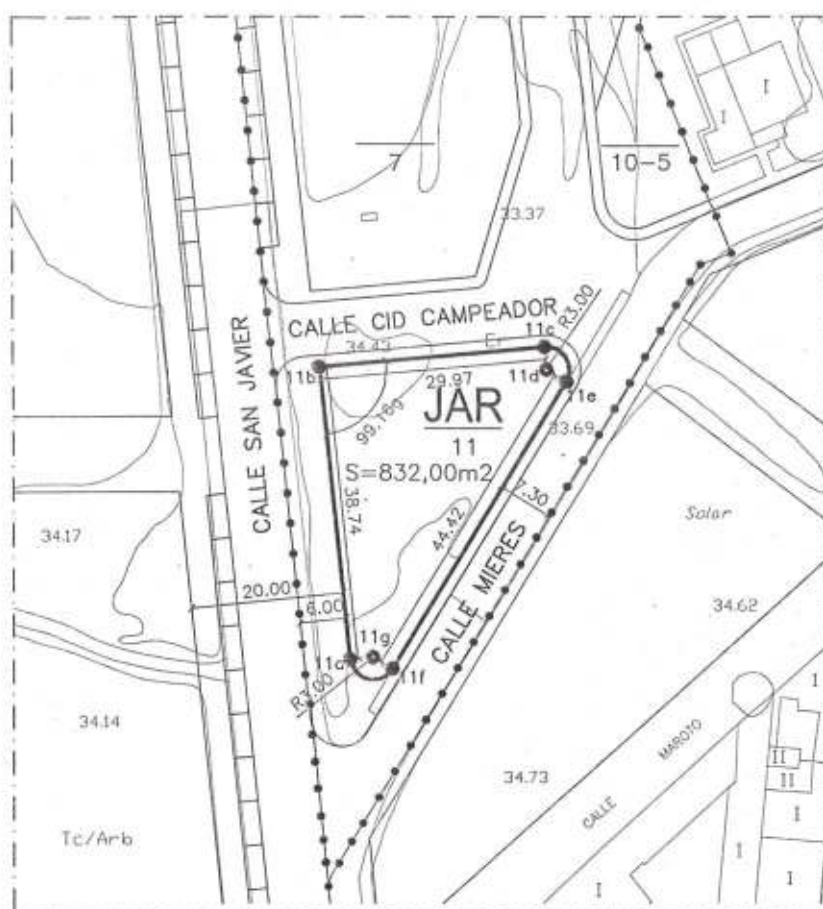 I
I
7
10-5
33.37
CALLE CID CAMPEADOR
R3.00
11c
34.43
11b
29.97
11d
11e
JAR
99.16g
11
33.69
S=832,00m2
CALLE SAN JAVIER
38.74
7.30
Solar
44.42
34.17
CALLE MIERES
20.00
6.00
34.62
11g
11a
11f
R3.00
I
34.14
MAROTO
II
34.73
II
CALLE
I
Tc/Arb
I
I
I